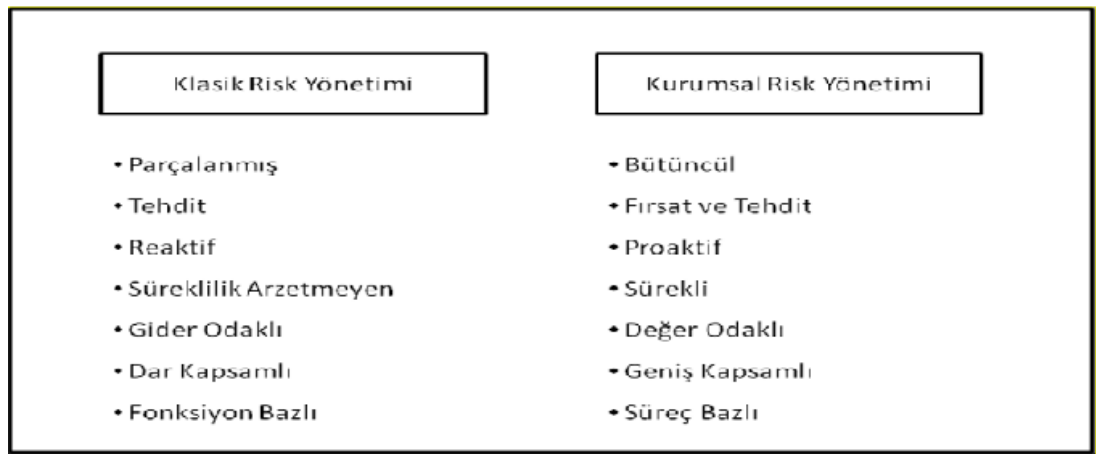 Klasik Risk Yönetimi
• Parçalanmış
• Tehdit
• Reaktif
• Süreklilik Arzetmeyen
• Gider Odaklı
• Dar Kapsamlı
• Fonksiyon Bazlı
Kurumsal Risk Yönetimi
• Bütüncül
• Fırsat ve Tehdit
• Proaktif
• Sürekli
• Değer Odaklı
• Geniş Kapsamlı
• Süreç Bazlı